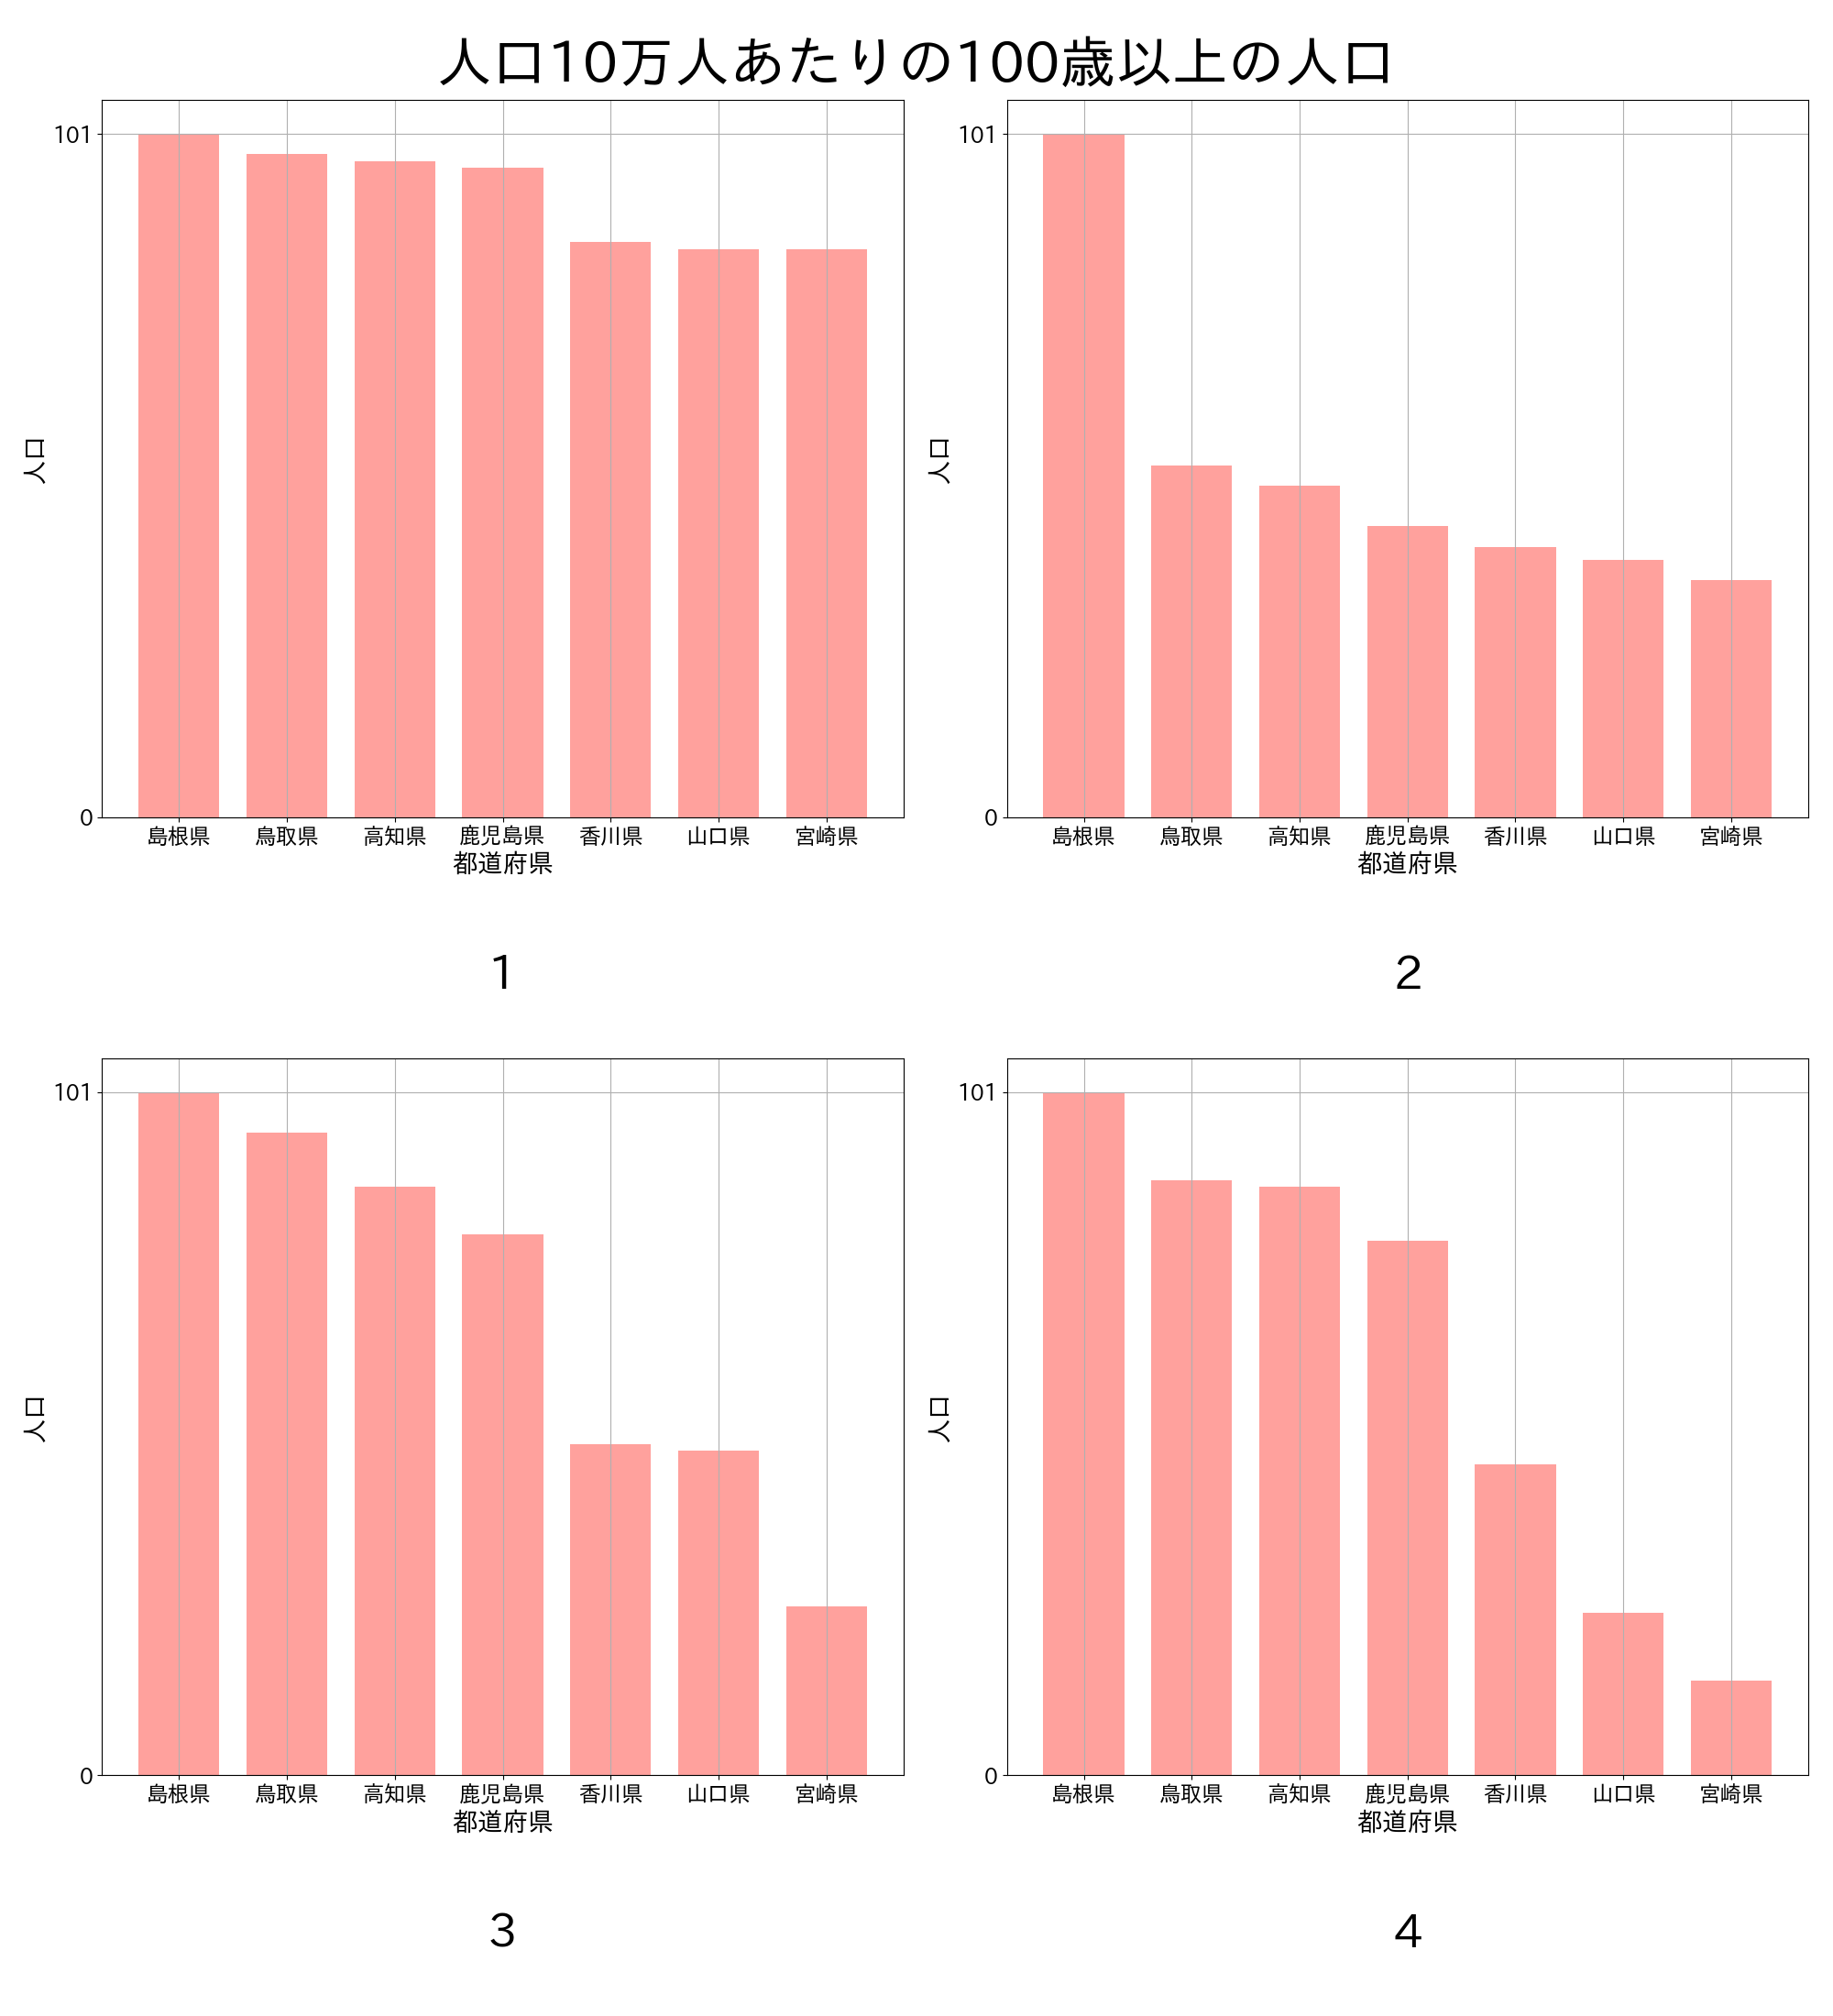 人口10万人あたりの100歳以上の人口
101
0
人口
島根県 鳥取県 高知県 鹿児島県 香川県 山口県 宮崎県
都道府県
1
101
0
人口
島根県 鳥取県 高知県 鹿児島県 香川県 山口県 宮崎県
都道府県
2
101
0
人口
島根県 鳥取県 高知県 鹿児島県 香川県 山口県 宮崎県
都道府県
3
101
0
人口
島根県 鳥取県 高知県 鹿児島県 香川県 山口県 宮崎県
都道府県
4